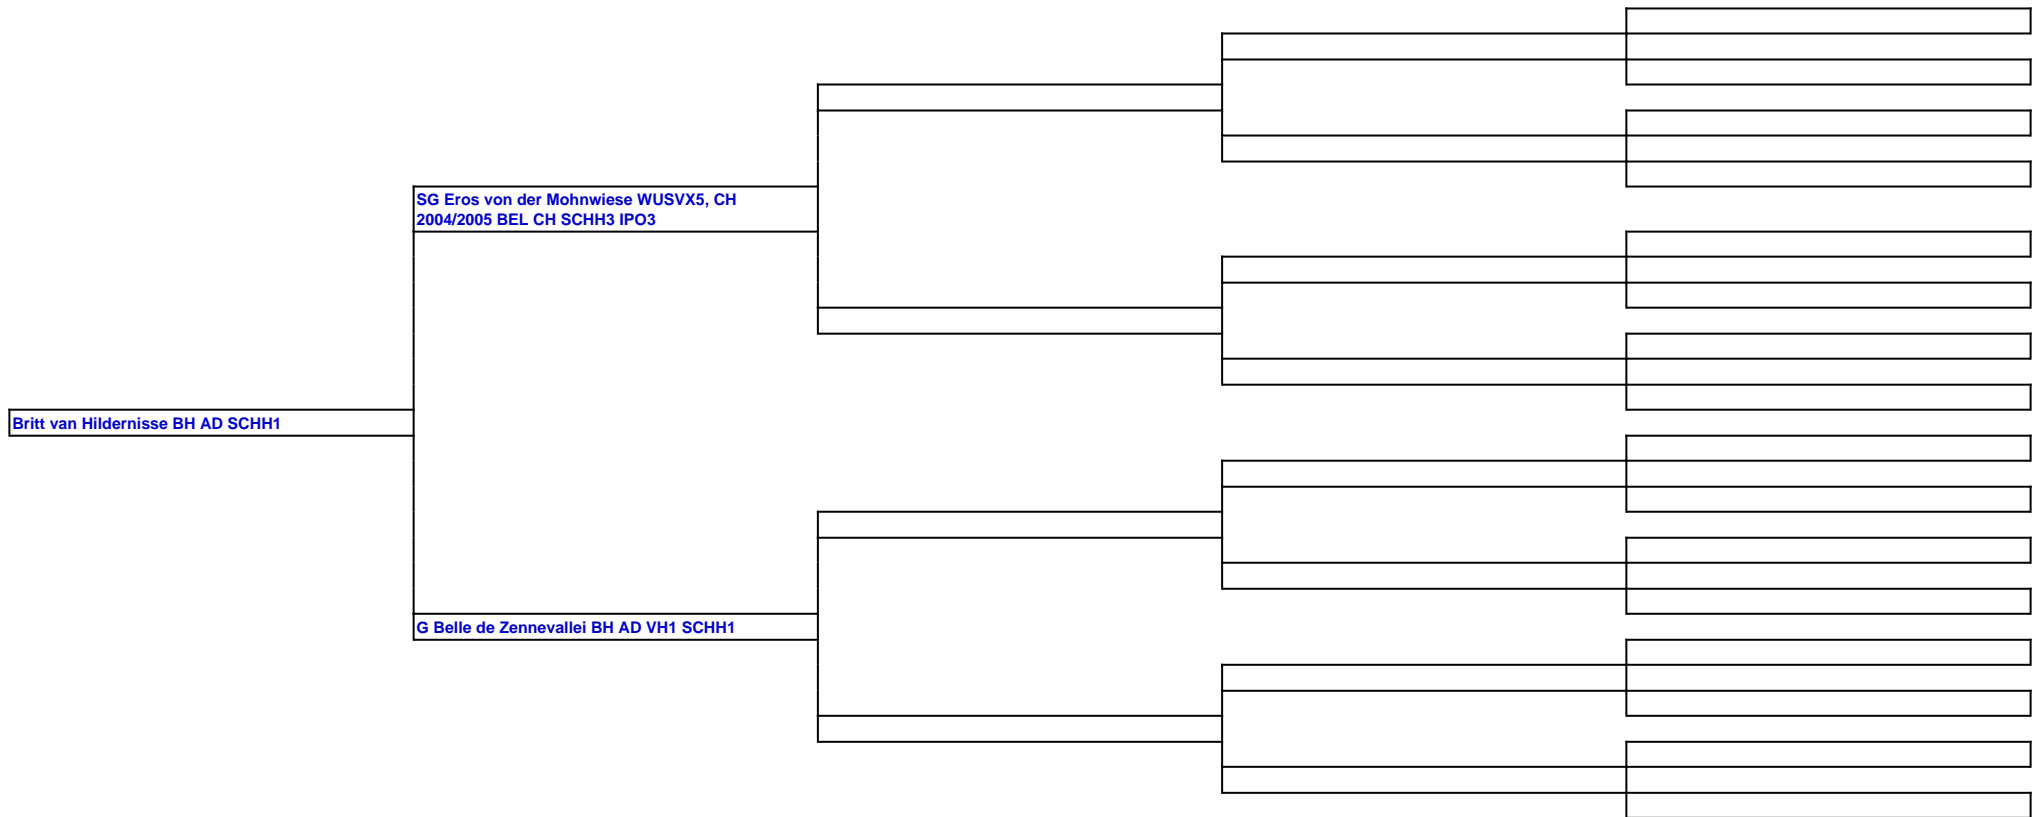 SG Eros von der Mohnwiese WUSVX5, CH
2004/2005 BEL CH SCHH3 IPO3
Britt van Hildernisse BH AD SCHH1
G Belle de Zennevallei BH AD VH1 SCHH1